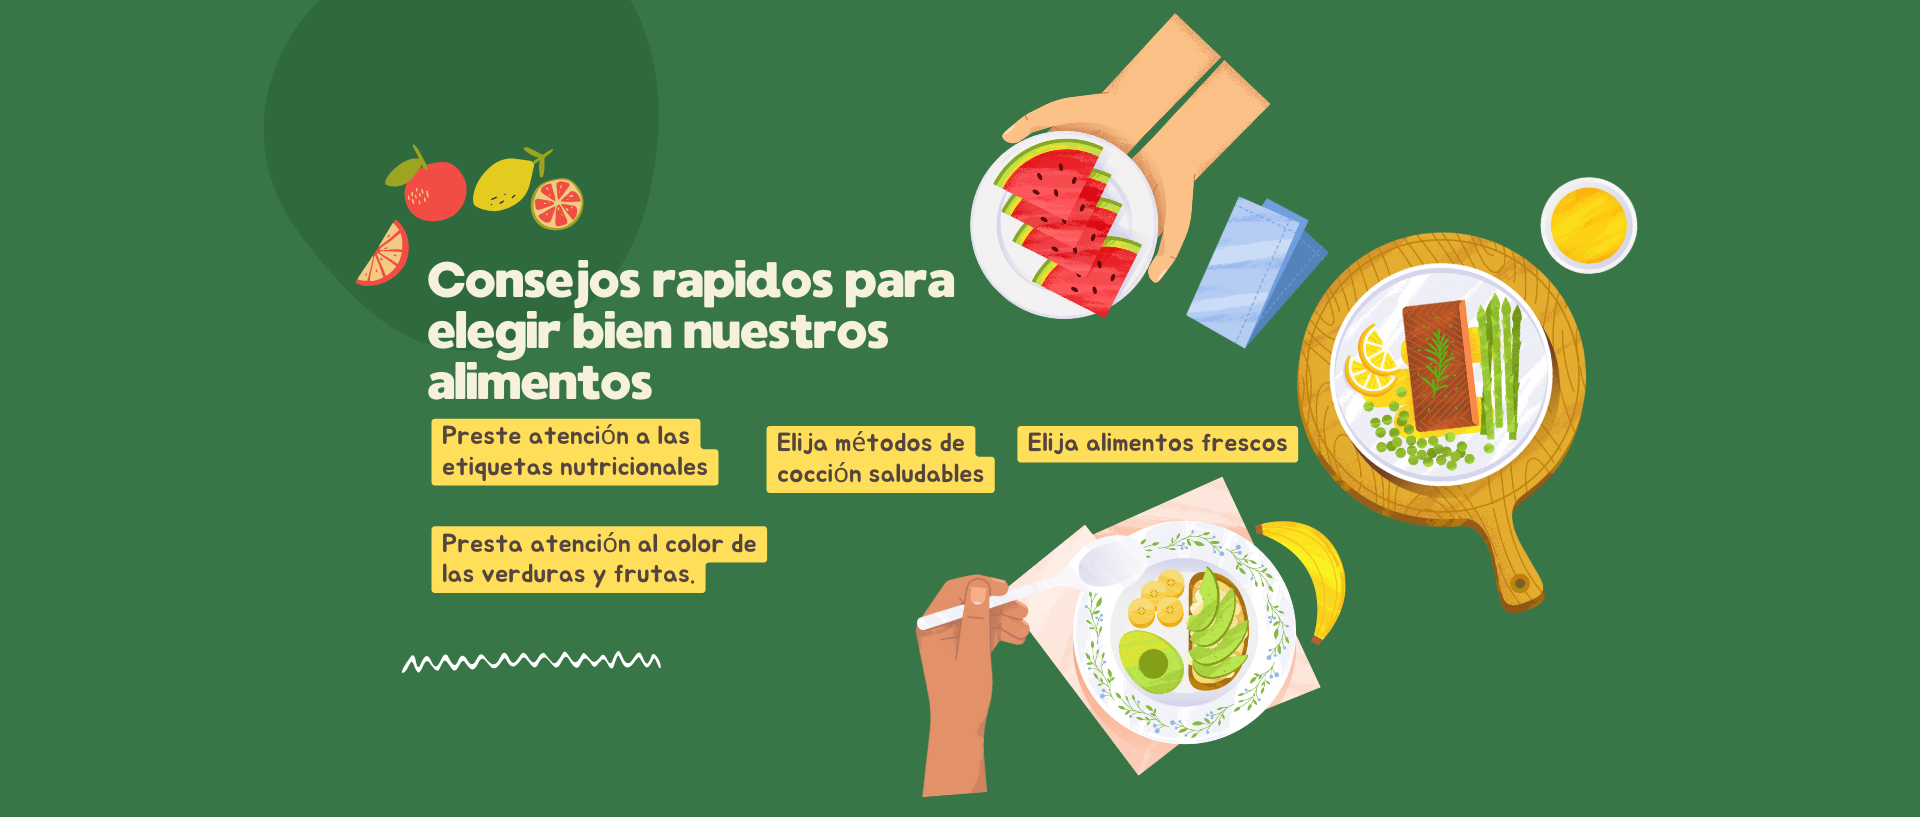 Consejos rapidos para
elegir bien nuestros
alimentos
Preste atención a las
etiquetas nutricionales
Elija métodos de
cocción saludables
Elija alimentos frescos
Presta atención al color de
las verduras y frutas.